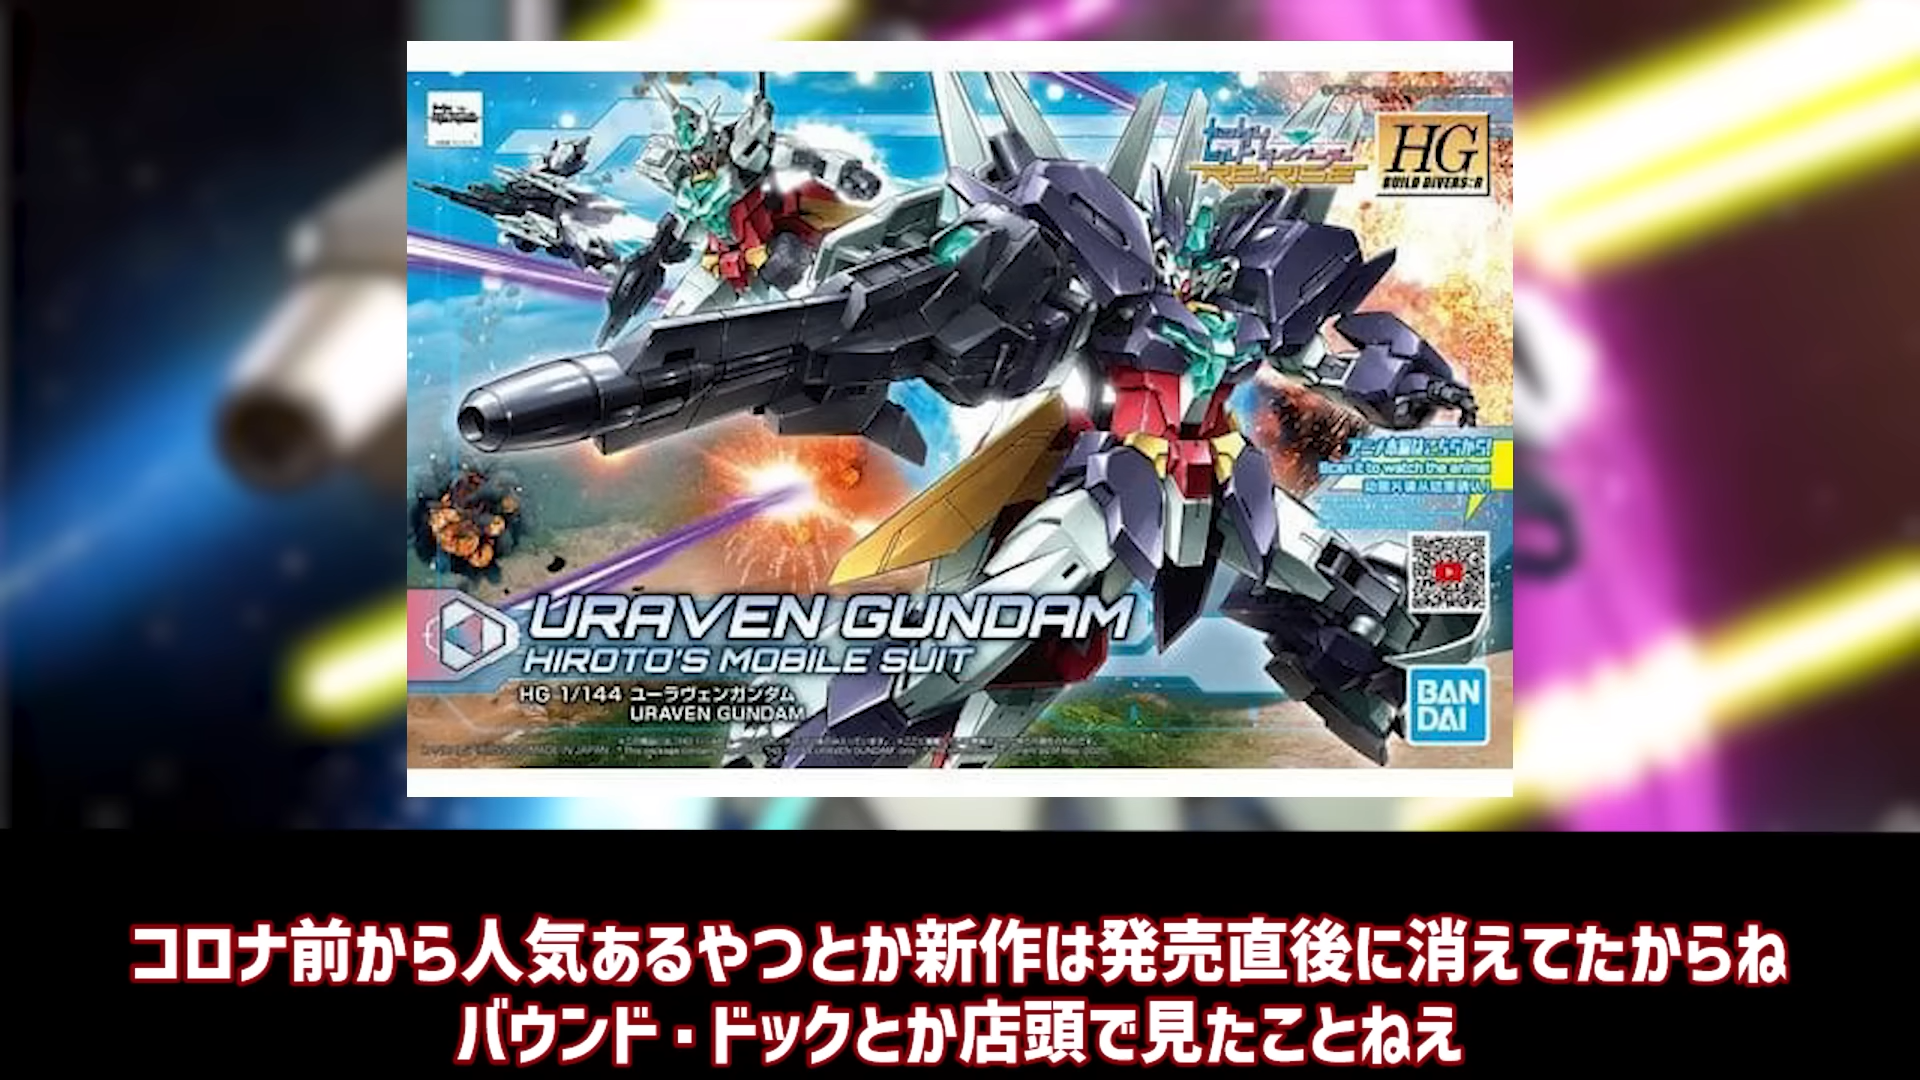 HG
BUILD DIVERS:R
Re:RISE
アニメ本編はこちらから!
Scan it to watch the anime!
URAVEN GUNDAM
HIROTO'S MOBILE SUIT
HG 1/144 ユーラヴェンガンダム
URAVEN GUNDAM
BAN
DAI
コロナ前から人気あるやつとか新作は発売直後に消えてたからね
バウンド・ドックとか店頭で見たことねえ